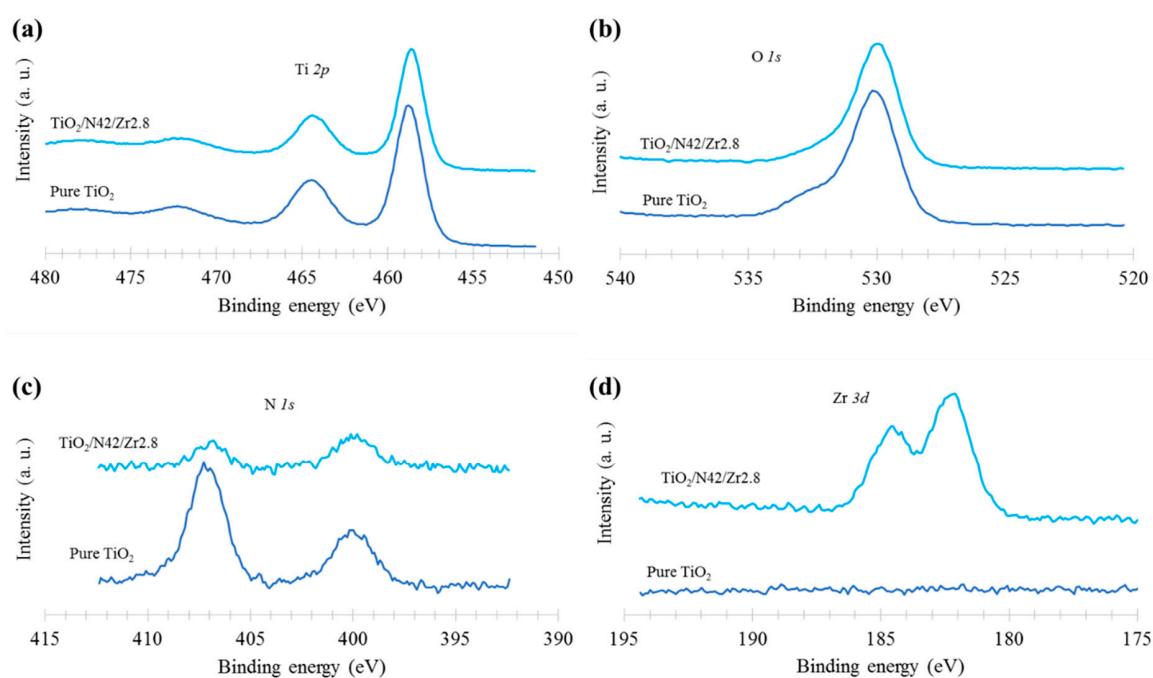 (a)
Ti 2p
TiO2/N42/Zr2.8
Pure TiO2
Intensity (a. u.)
480 475 470 465 460 455 450
Binding energy (eV)
(b)
O 1s
TiO2/N42/Zr2.8
Pure TiO2
Intensity (a. u.)
540 535 530 525 520
Binding energy (eV)
(c)
N 1s
TiO2/N42/Zr2.8
Pure TiO2
Intensity (a. u.)
415 410 405 400 395 390
Binding energy (eV)
(d)
Zr 3d
TiO2/N42/Zr2.8
Pure TiO2
Intensity (a. u.)
195 190 185 180 175
Binding energy (eV)